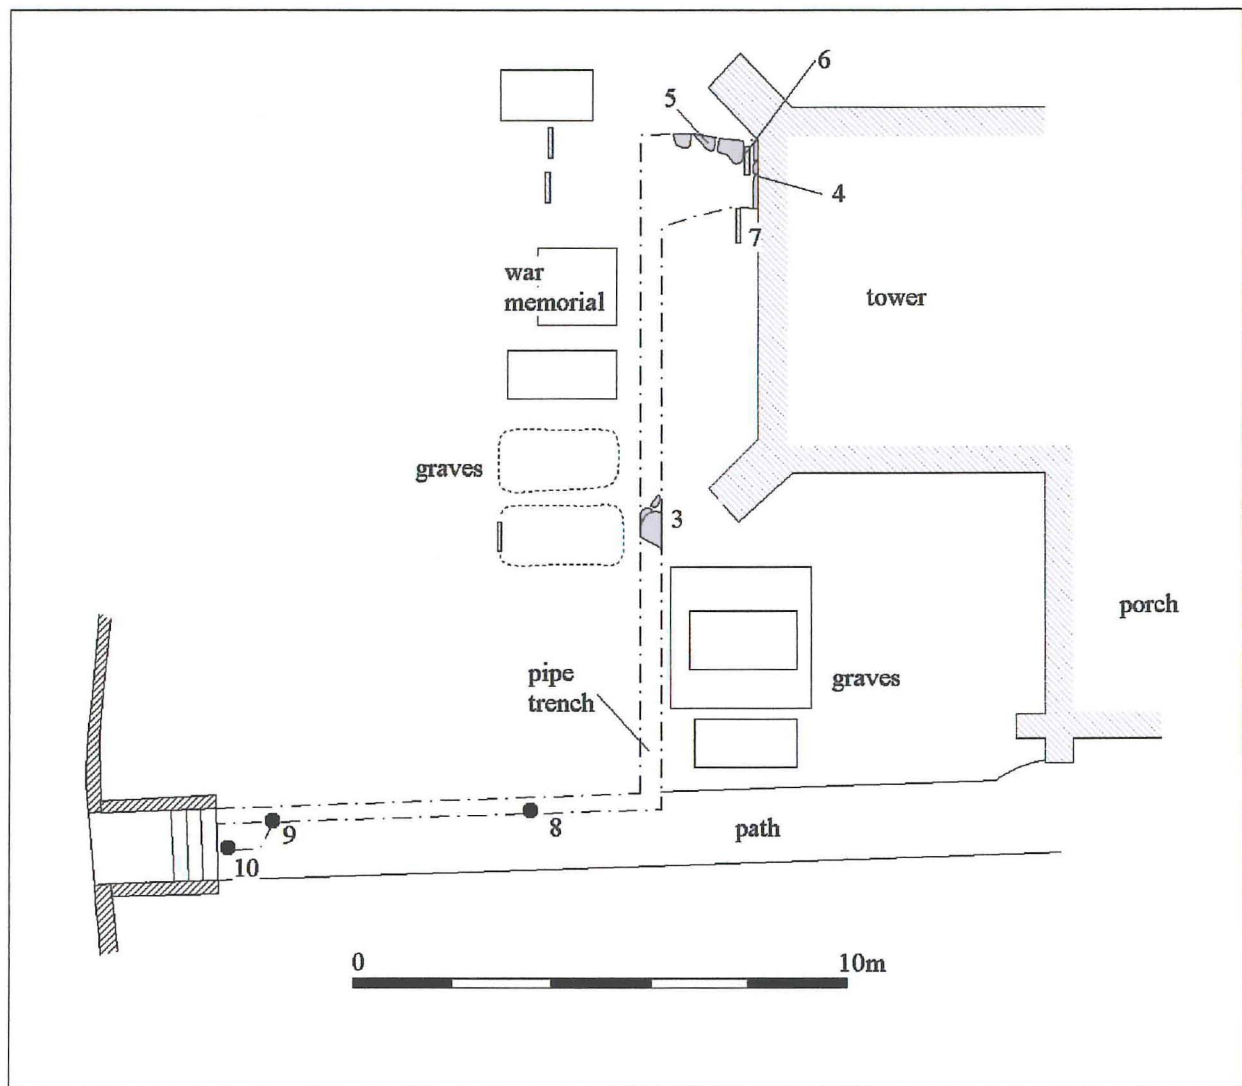 6
5
4
7
war
memorial
tower
graves
3
porch
pipe
trench
graves
8
path
9
10
0 10m